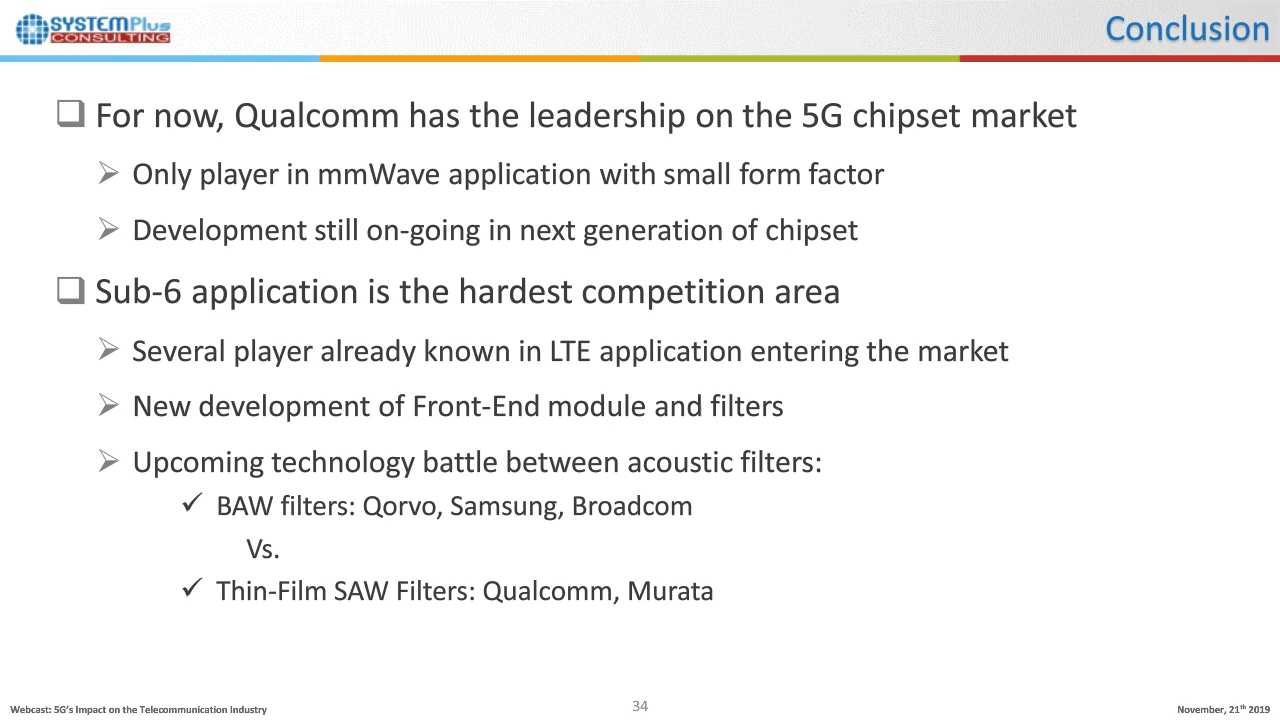 SYSTEMPlus
CONSULTING
Conclusion
For now, Qualcomm has the leadership on the 5G chipset market
Only player in mmWave application with small form factor
Development still on-going in next generation of chipset
Sub-6 application is the hardest competition area
Several player already known in LTE application entering the market
New development of Front-End module and filters
Upcoming technology battle between acoustic filters:
BAW filters: Qorvo, Samsung, Broadcom
Vs.
Thin-Film SAW Filters: Qualcomm, Murata
Webcast: 5G's Impact on the Telecommunication Industry
34
November, 21th 2019